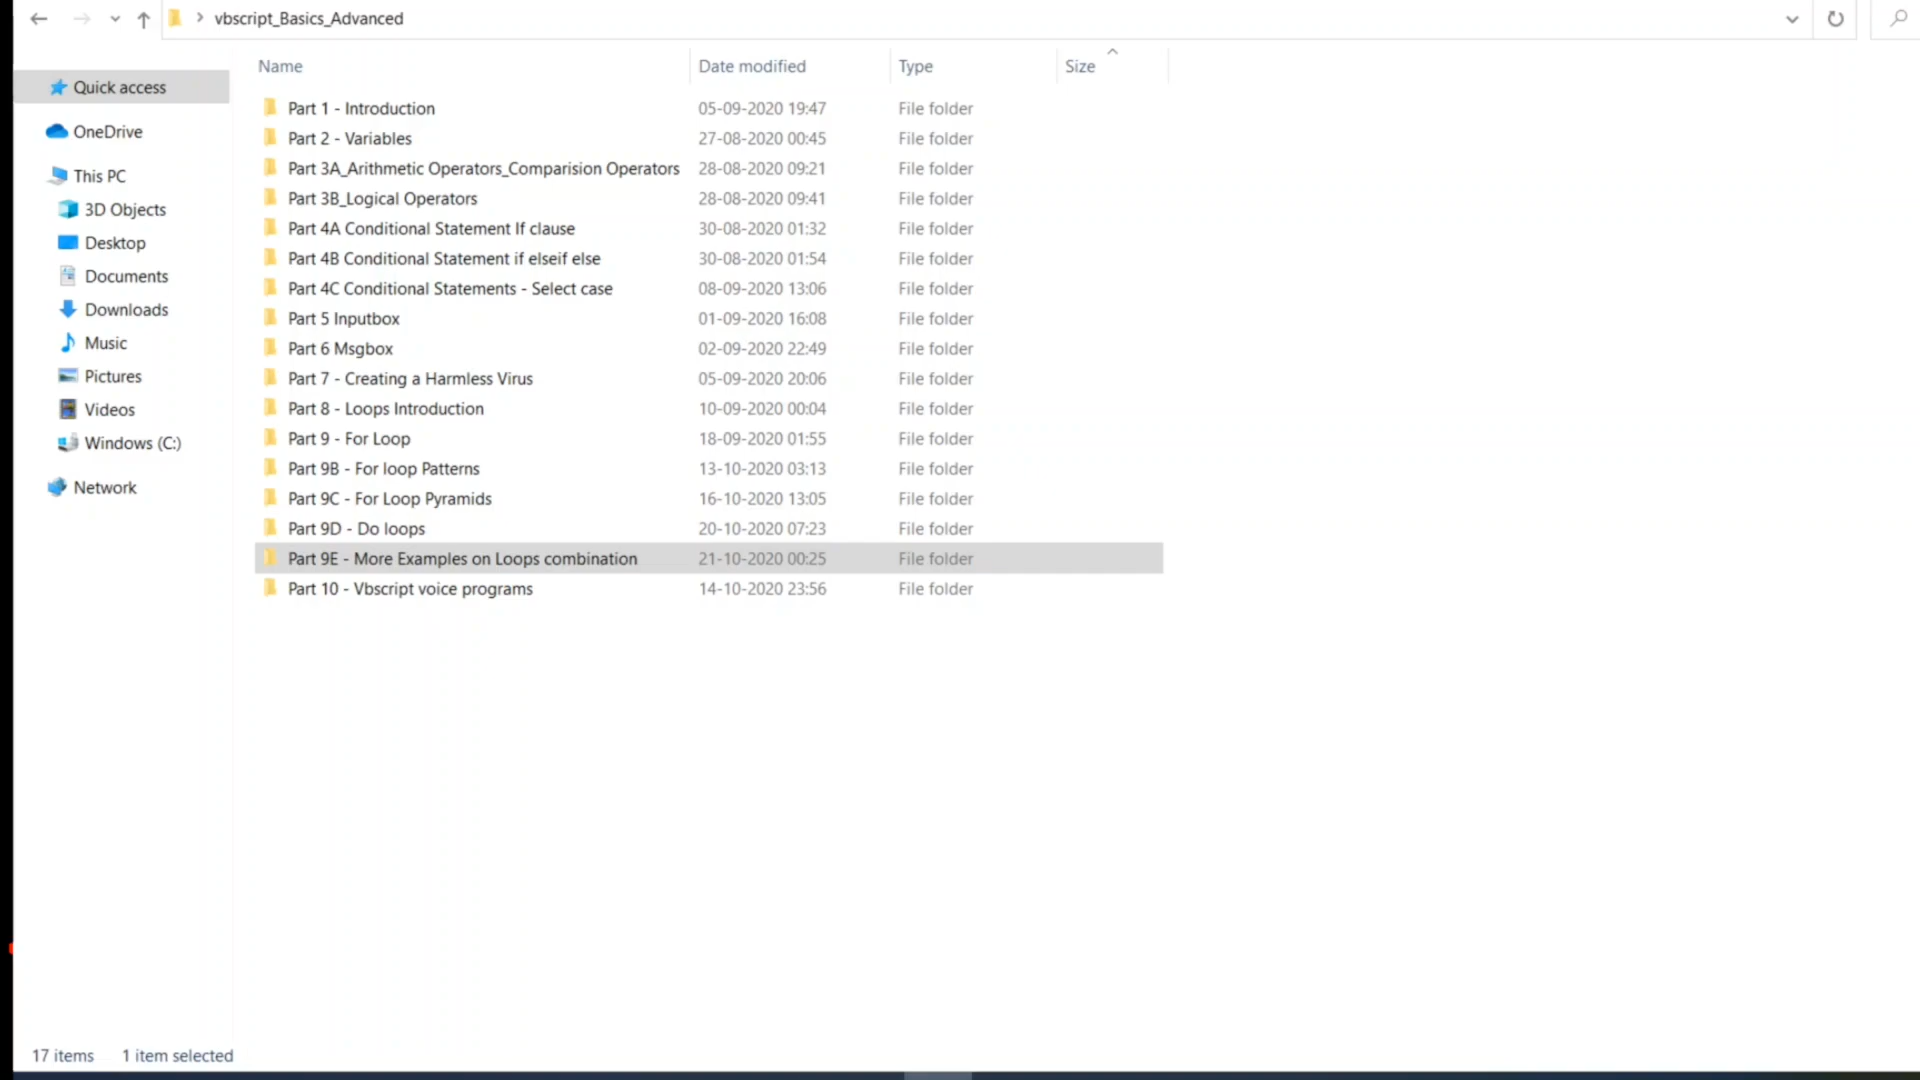 vbscript_Basics_Advanced
Name Date modified Type Size
Quick access
OneDrive
This PC
3D Objects
Desktop
Documents
Downloads
Music
Pictures
Videos
Windows (C:)
Network
Part 1 - Introduction 05-09-2020 19:47 File folder
Part 2 - Variables 27-08-2020 00:45 File folder
Part 3A_Arithmetic Operators_Comparision Operators 28-08-2020 09:21 File folder
Part 3B_Logical Operators 28-08-2020 09:41 File folder
Part 4A Conditional Statement If clause 30-08-2020 01:32 File folder
Part 4B Conditional Statement if elseif else 30-08-2020 01:54 File folder
Part 4C Conditional Statements - Select case 08-09-2020 13:06 File folder
Part 5 Inputbox 01-09-2020 16:08 File folder
Part 6 Msgbox 02-09-2020 22:49 File folder
Part 7 - Creating a Harmless Virus 05-09-2020 20:06 File folder
Part 8 - Loops Introduction 10-09-2020 00:04 File folder
Part 9 - For Loop 18-09-2020 01:55 File folder
Part 9B - For loop Patterns 13-10-2020 03:13 File folder
Part 9C - For Loop Pyramids 16-10-2020 13:05 File folder
Part 9D - Do loops 20-10-2020 07:23 File folder
Part 9E - More Examples on Loops combination 21-10-2020 00:25 File folder
Part 10 - Vbscript voice programs 14-10-2020 23:56 File folder
17 items 1 item selected